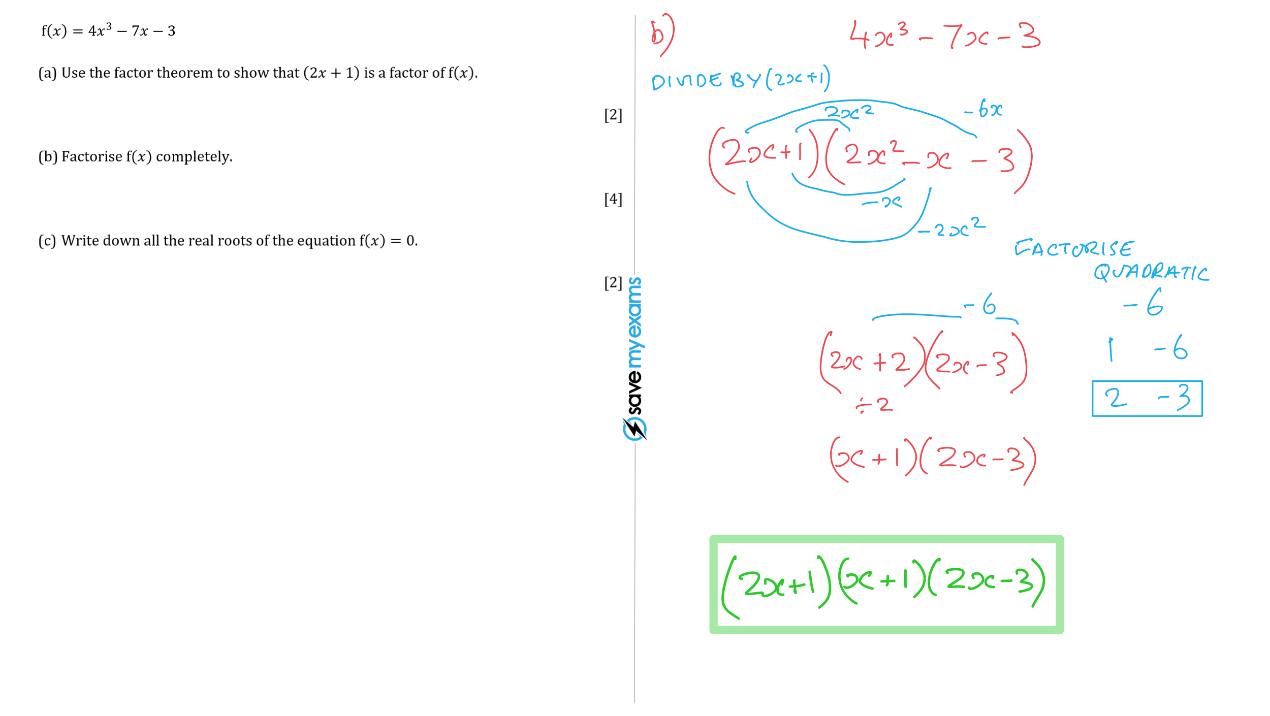 f(x) = 4x³ − 7x − 3
(a) Use the factor theorem to show that (2x + 1) is a factor of f(x).
[2]
(b) Factorise f(x) completely.
[4]
(c) Write down all the real roots of the equation f(x) = 0.
[2]
savemyexams
b)
4x³ − 7x − 3
DIVIDE BY (2x+1)
2x²
−6x
(2x+1)(2x² − x − 3)
−x
−2x²
FACTORISE
QUADRATIC
−6
1 −6
2 −3
−6
(2x + 2)(2x − 3)
÷2
(x + 1)(2x − 3)
(2x+1)(x+1)(2x−3)